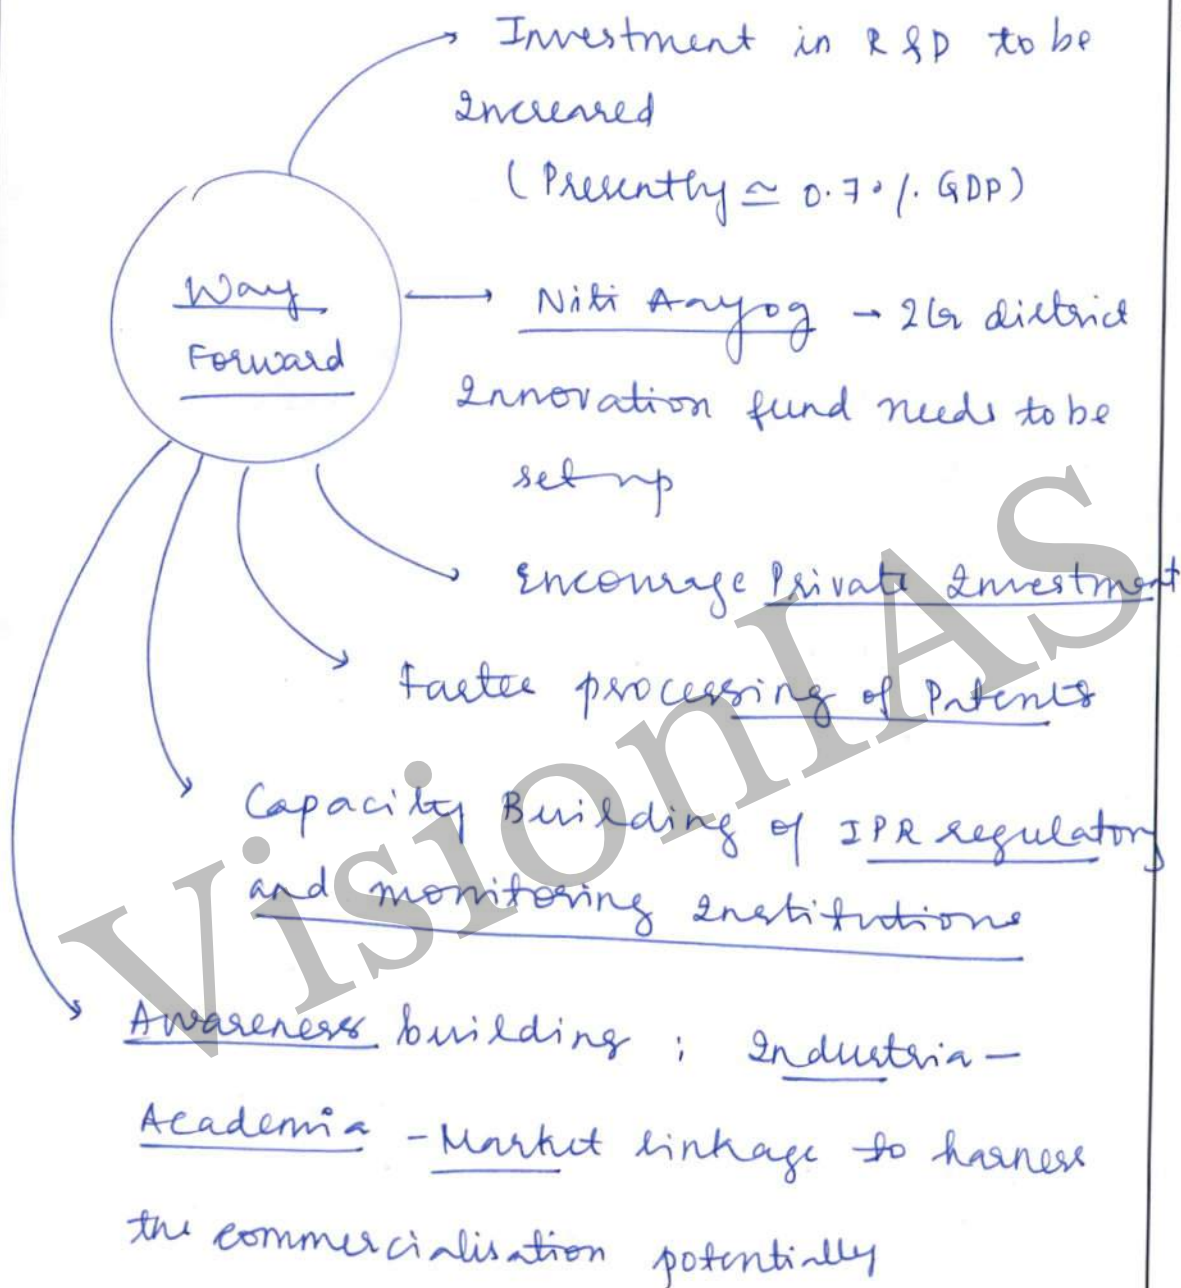 Investment in R&D to be
Increased
(Presently ≃ 0.7% GDP)
Way
Forward
Niti Aayog - district
Innovation fund needs to be
set up
Encourage Private Investment
Faster processing of Patents
Capacity Building of IPR regulatory
and monitoring Institutions
Awareness building ; Industria-
Academia - Market linkage to harness
the commercialisation potentially
VisionIAS